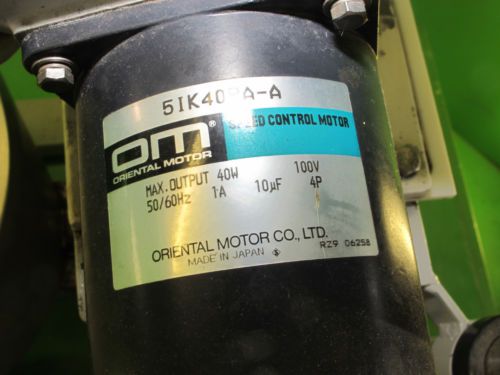 OM®
ORIENTAL MOTOR
SPEED CONTROL MOTOR
MAX. OUTPUT 40W 100V
50/60Hz 1A 10µF 4P
ORIENTAL MOTOR CO., LTD.
MADE IN JAPAN
RZ9 06258